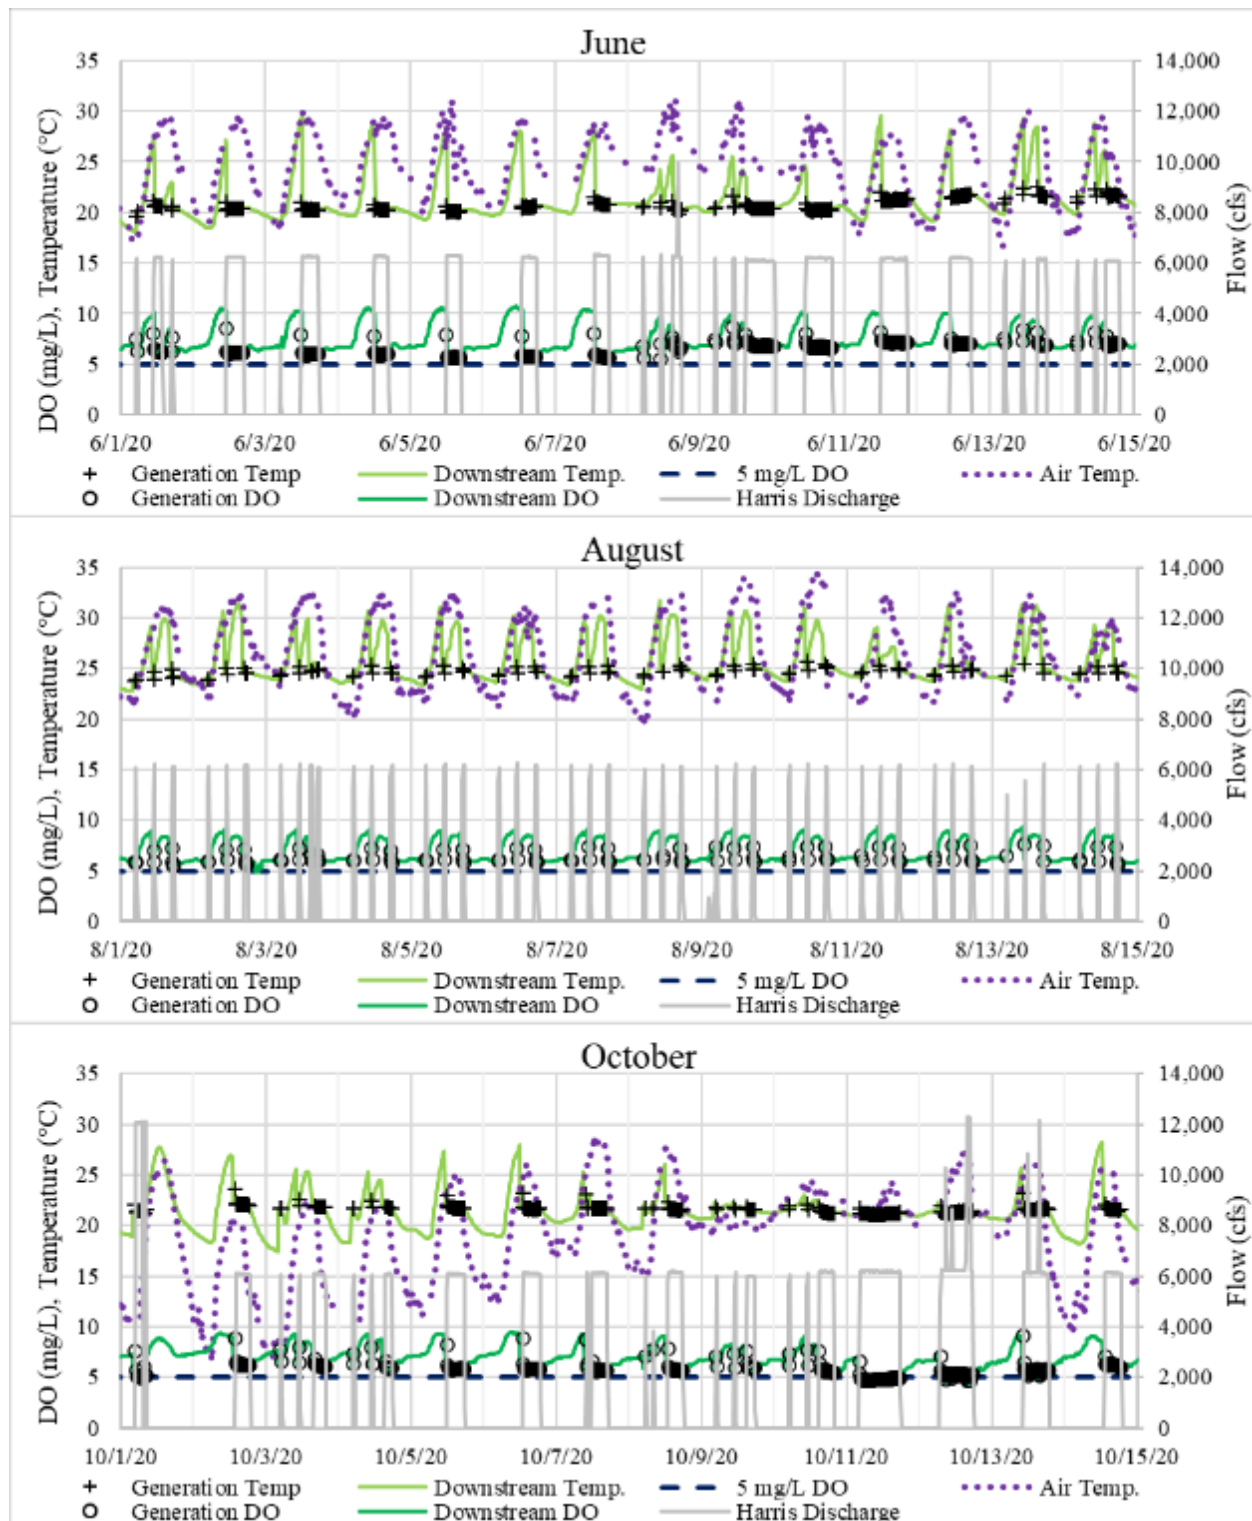 June
35 30 25 20 15 10 5 0
DO (mg/L), Temperature (°C)
14,000 12,000 10,000 8,000 6,000 4,000 2,000 0
Flow (cfs)
6/1/20 6/3/20 6/5/20 6/7/20 6/9/20 6/11/20 6/13/20 6/15/20
Generation Temp Downstream Temp. 5 mg/L DO Air Temp.
Generation DO Downstream DO Harris Discharge
August
35 30 25 20 15 10 5 0
DO (mg/L), Temperature (°C)
14,000 12,000 10,000 8,000 6,000 4,000 2,000 0
Flow (cfs)
8/1/20 8/3/20 8/5/20 8/7/20 8/9/20 8/11/20 8/13/20 8/15/20
Generation Temp Downstream Temp. 5 mg/L DO Air Temp.
Generation DO Downstream DO Harris Discharge
October
35 30 25 20 15 10 5 0
DO (mg/L), Temperature (°C)
14,000 12,000 10,000 8,000 6,000 4,000 2,000 0
Flow (cfs)
10/1/20 10/3/20 10/5/20 10/7/20 10/9/20 10/11/20 10/13/20 10/15/20
Generation Temp Downstream Temp. 5 mg/L DO Air Temp.
Generation DO Downstream DO Harris Discharge